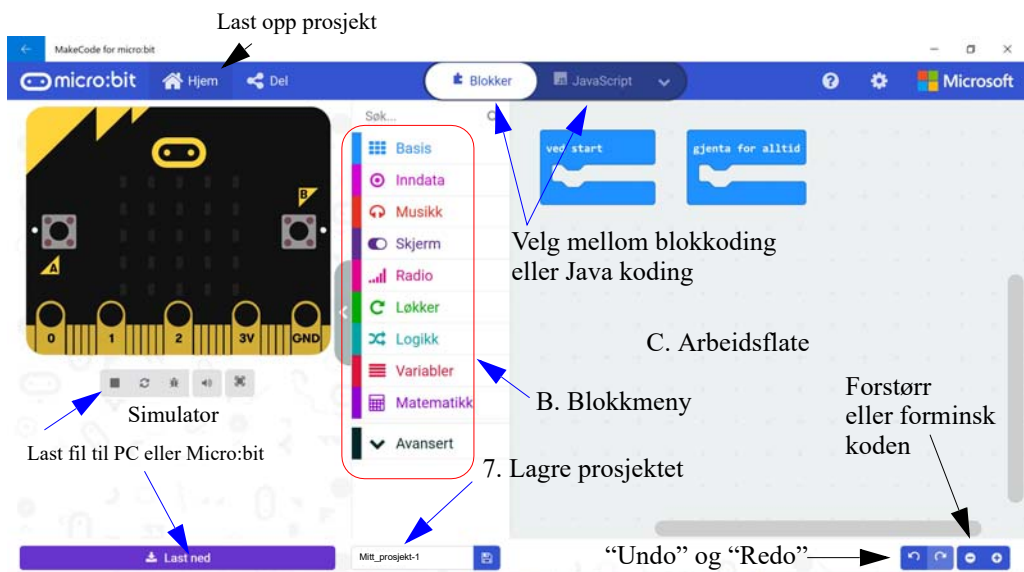 Last opp prosjekt
MakeCode for micro:bit
micro:bit Hjem Del Blokker JavaScript Microsoft
Søk...
Basis
Inndata
Musikk
Skjerm
Radio
Løkker
Logikk
Variabler
Matematikk
Avansert
B
A
0 1 2 3V GND
ved start
gjenta for alltid
Velg mellom blokkoding
eller Java koding
C. Arbeidsflate
B. Blokkmeny
Forstørr
eller forminsk
koden
Simulator
Last fil til PC eller Micro:bit
7. Lagre prosjektet
Last ned
Mitt_prosjekt-1
“Undo” og “Redo”